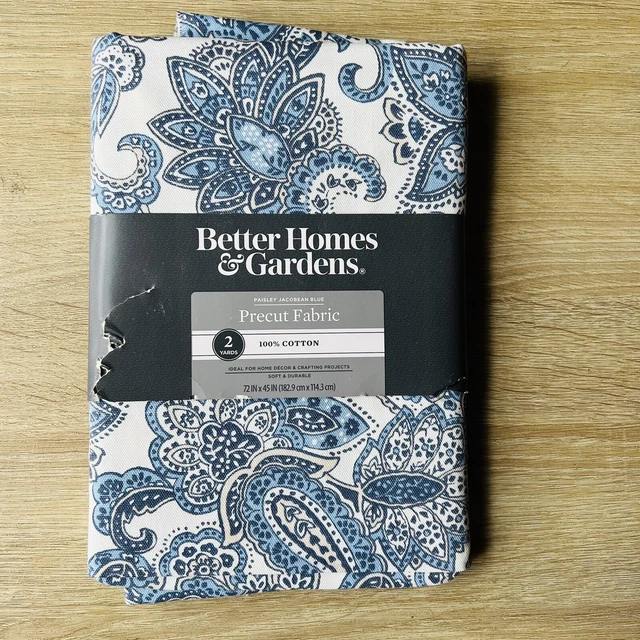 Better Homes
& Gardens®
PAISLEY JACOBEAN BLUE
Precut Fabric
2
YARDS
100% COTTON
IDEAL FOR HOME DECOR & CRAFTING PROJECTS
SOFT & DURABLE
72 IN x 45 IN (182.9 cm x 114.3 cm)